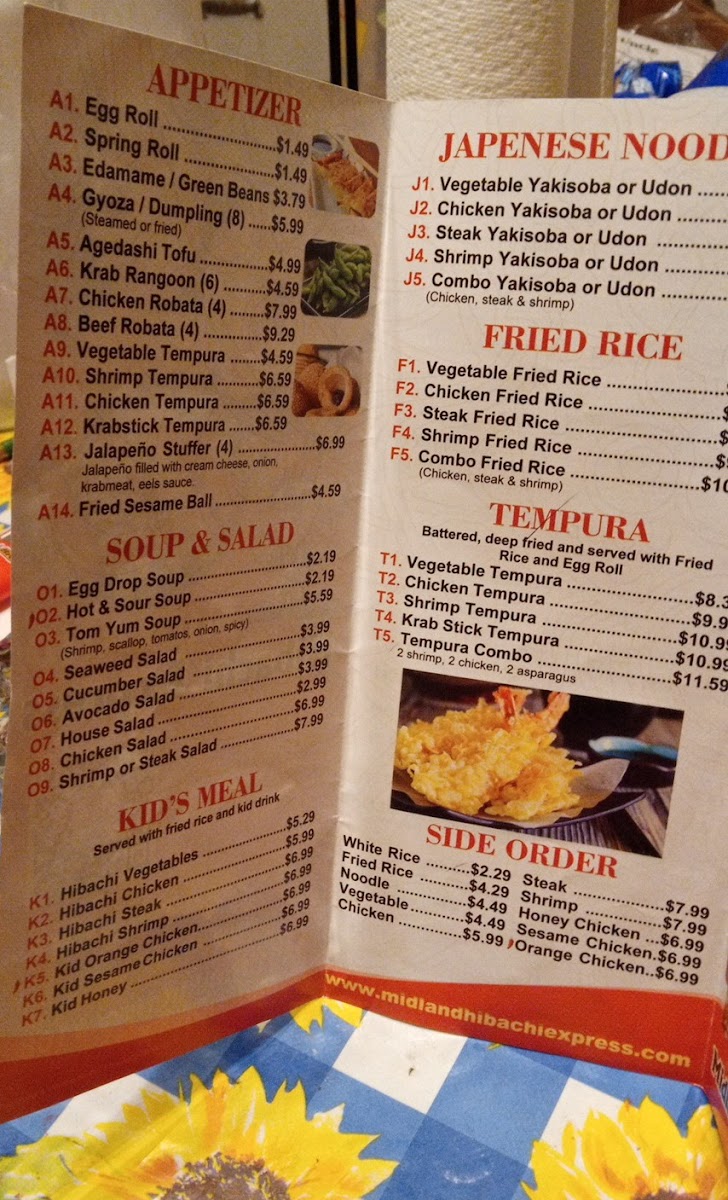 APPETIZER
A1. Egg Roll ....................$1.49
A2. Spring Roll .................$1.49
A3. Edamame / Green Beans $3.79
A4. Gyoza / Dumpling (8) ......$5.99
(Steamed or fried)
A5. Agedashi Tofu ................$4.99
A6. Krab Rangoon (6) ..........$4.59
A7. Chicken Robata (4) ........$7.99
A8. Beef Robata (4) .............$9.29
A9. Vegetable Tempura .......$4.59
A10. Shrimp Tempura ..........$6.59
A11. Chicken Tempura .........$6.59
A12. Krabstick Tempura ......$6.59
A13. Jalapeño Stuffer (4) ......................$6.99
Jalapeño filled with cream cheese, onion,
krabmeat, eels sauce.
A14. Fried Sesame Ball ........................$4.59
SOUP & SALAD
O1. Egg Drop Soup ............................$2.19
O2. Hot & Sour Soup ..........................$2.19
O3. Tom Yum Soup .............................$5.59
(Shrimp, scallop, tomatos, onion, spicy)
O4. Seaweed Salad ............................$3.99
O5. Cucumber Salad ...........................$3.99
O6. Avocado Salad ............................$3.99
O7. House Salad ................................$2.99
O8. Chicken Salad .............................$6.99
O9. Shrimp or Steak Salad ..................$7.99
KID'S MEAL
Served with fried rice and kid drink
K1. Hibachi Vegetables ....................$5.29
K2. Hibachi Chicken .........................$5.99
K3. Hibachi Steak ............................$6.99
K4. Hibachi Shrimp ..........................$6.99
K5. Kid Orange Chicken....................$6.99
K6. Kid Sesame Chicken ...................$6.99
K7. Kid Honey ..................................$6.99
JAPENESE NOOD
J1. Vegetable Yakisoba or Udon .....
J2. Chicken Yakisoba or Udon ........
J3. Steak Yakisoba or Udon ...........
J4. Shrimp Yakisoba or Udon .........
J5. Combo Yakisoba or Udon ..........
(Chicken, steak & shrimp)
FRIED RICE
F1. Vegetable Fried Rice ..................
F2. Chicken Fried Rice .....................$
F3. Steak Fried Rice ........................$
F4. Shrimp Fried Rice ......................$
F5. Combo Fried Rice ......................$10
(Chicken, steak & shrimp)
TEMPURA
Battered, deep fried and served with Fried
Rice and Egg Roll
T1. Vegetable Tempura ....................$8.3
T2. Chicken Tempura .......................$9.9
T3. Shrimp Tempura ........................$10.99
T4. Krab Stick Tempura ...................$10.99
T5. Tempura Combo ........................$11.59
2 shrimp, 2 chicken, 2 asparagus
SIDE ORDER
White Rice ..........$2.29
Fried Rice ..........$4.29
Noodle ................$4.49
Vegetable............$4.49
Chicken ..............$5.99
Steak ..................$7.99
Shrimp ................$7.99
Honey Chicken ...$6.99
Sesame Chicken.$6.99
Orange Chicken..$6.99
www.midlandhibachiexpress.com